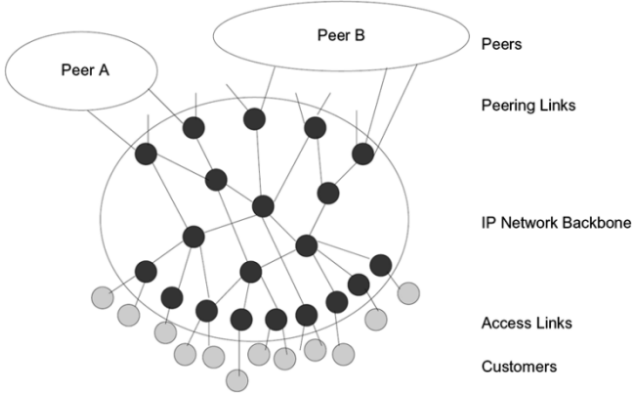 Peer A
Peer B
Peers
Peering Links
IP Network Backbone
Access Links
Customers